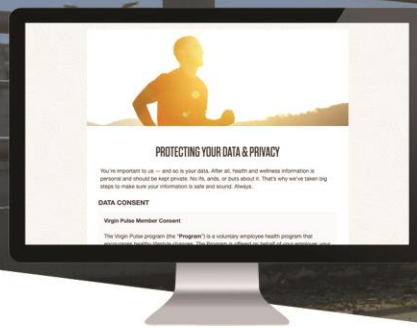 PROTECTING YOUR DATA & PRIVACY
You're important to us — and so is your data. After all, health and wellness information is
personal and should be kept private. No ifs, ands, or buts about it. That's why we've taken big
steps to make sure your information is safe and sound. Always.
DATA CONSENT
Virgin Pulse Member Consent
The Virgin Pulse program (the "Program") is a voluntary employee health program that
encourages healthy lifestyle changes. The Program is offered on behalf of your employer, your